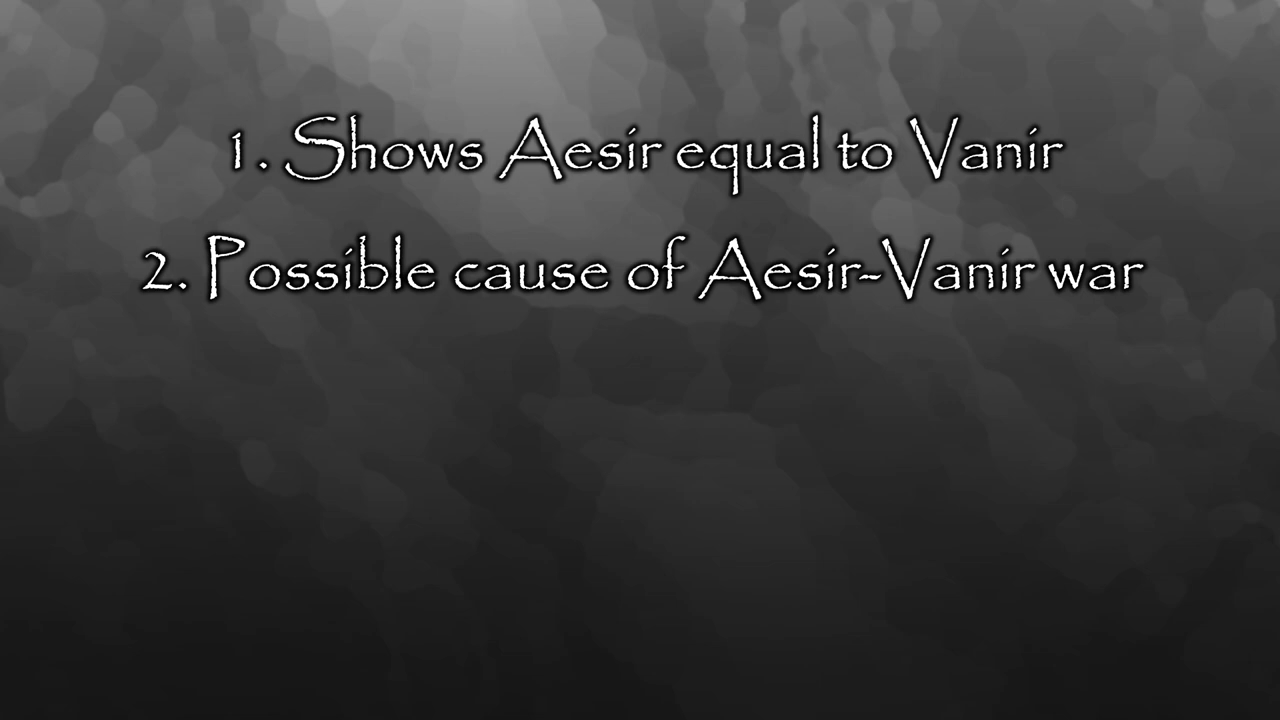 1. Shows Aesir equal to Vanir
2. Possible cause of Aesir-Vanir war